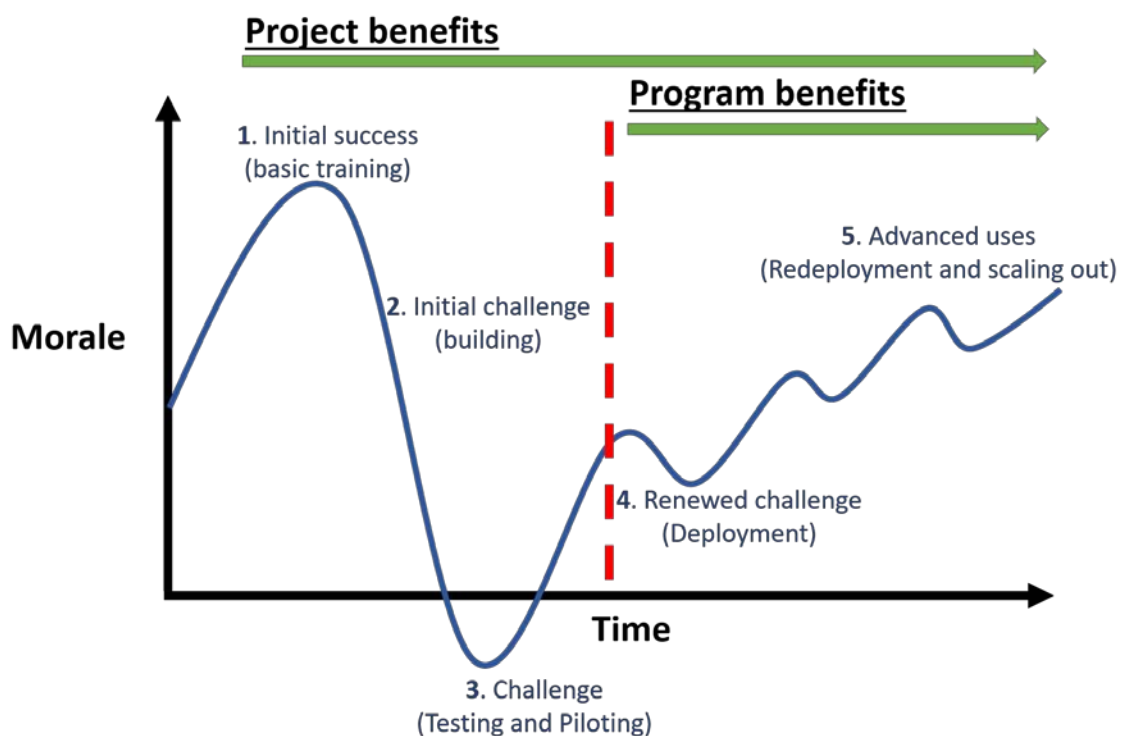 Project benefits
Program benefits
1. Initial success
(basic training)
5. Advanced uses
(Redeployment and scaling out)
2. Initial challenge
(building)
Morale
4. Renewed challenge
(Deployment)
Time
3. Challenge
(Testing and Piloting)